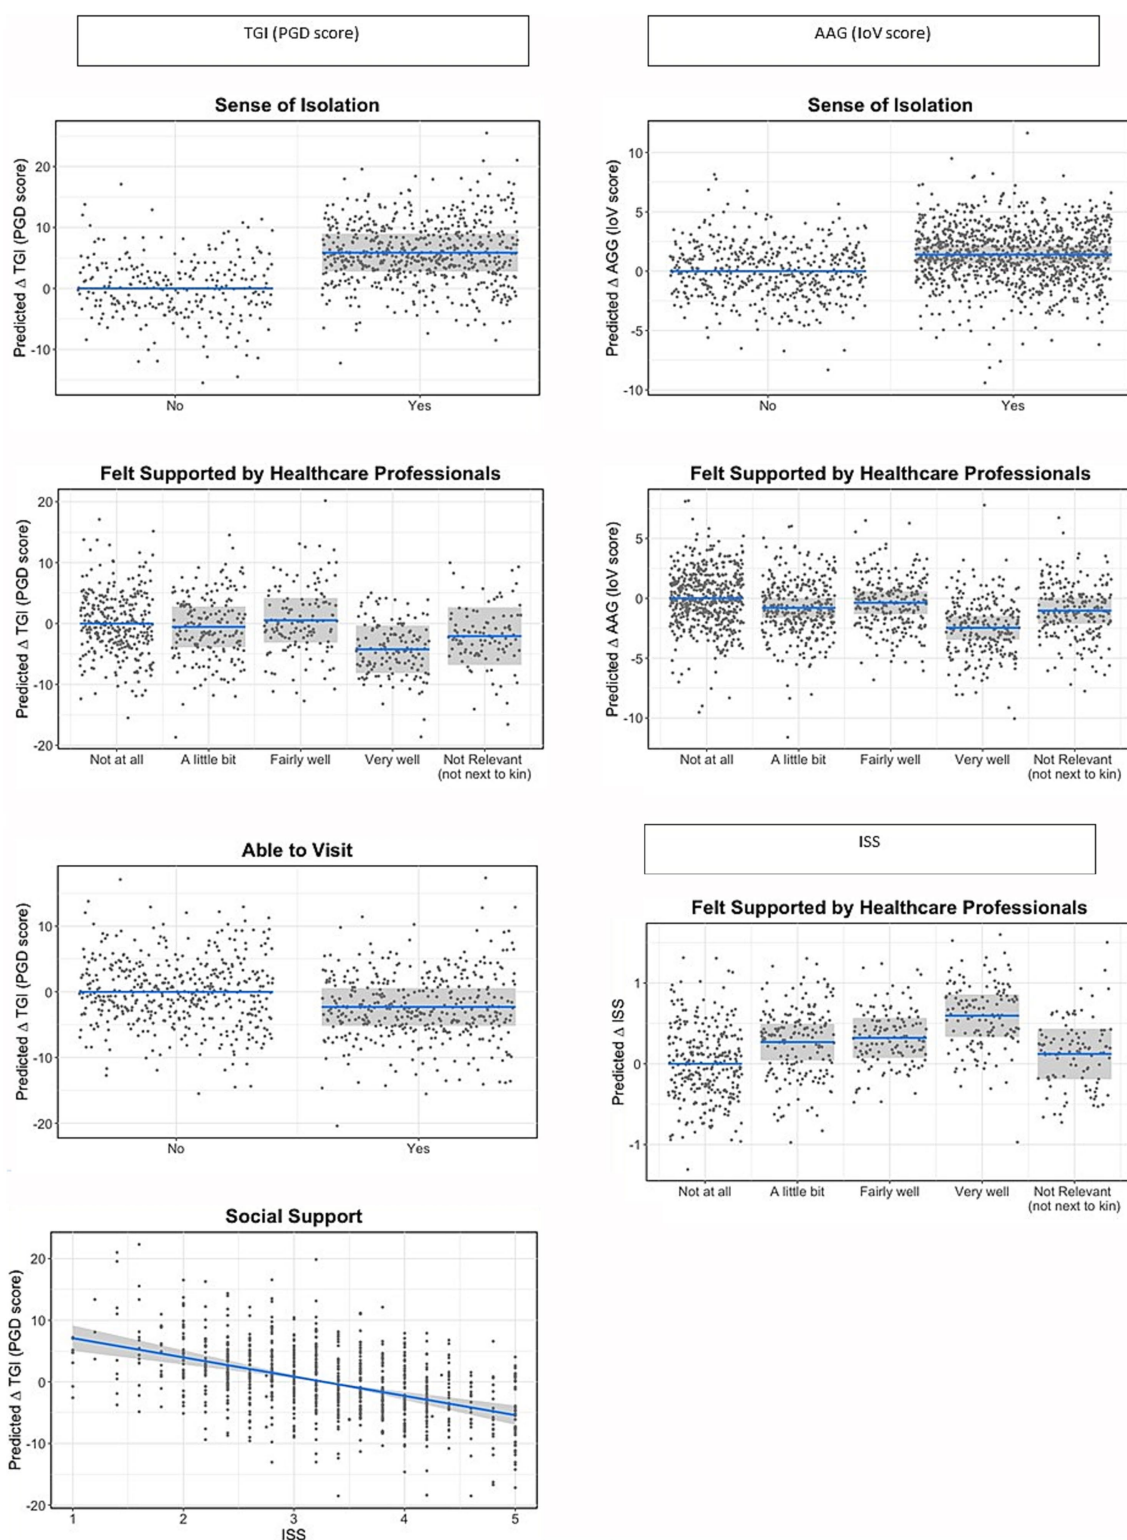 TGI (PGD score)
AAG (IoV score)
Sense of Isolation
Predicted Δ TGI (PGD score)
20
10
0
-10
No
Yes
Sense of Isolation
Predicted Δ AGG (IoV score)
10
5
0
-5
-10
No
Yes
Felt Supported by Healthcare Professionals
Predicted Δ TGI (PGD score)
20
10
0
-10
-20
Not at all
A little bit
Fairly well
Very well
Not Relevant
(not next to kin)
Felt Supported by Healthcare Professionals
Predicted Δ AAG (IoV score)
5
0
-5
-10
Not at all
A little bit
Fairly well
Very well
Not Relevant
(not next to kin)
Able to Visit
Predicted Δ TGI (PGD score)
10
0
-10
-20
No
Yes
ISS
Felt Supported by Healthcare Professionals
Predicted Δ ISS
1
0
-1
Not at all
A little bit
Fairly well
Very well
Not Relevant
(not next to kin)
Social Support
Predicted Δ TGI (PGD score)
20
10
0
-10
-20
1
2
3
4
5
ISS